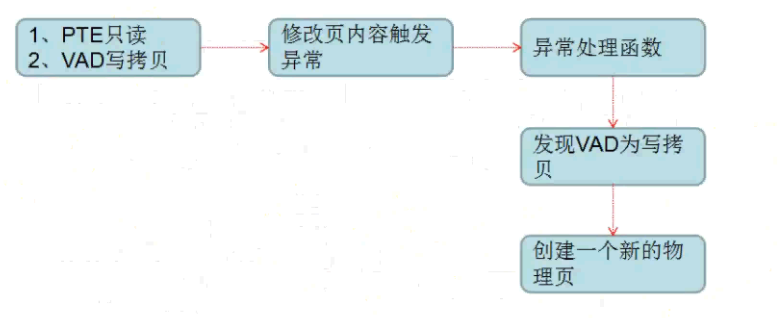 1、PTE只读
2、VAD写拷贝
修改页内容触发
异常
异常处理函数
发现VAD为写拷
贝
创建一个新的物
理页